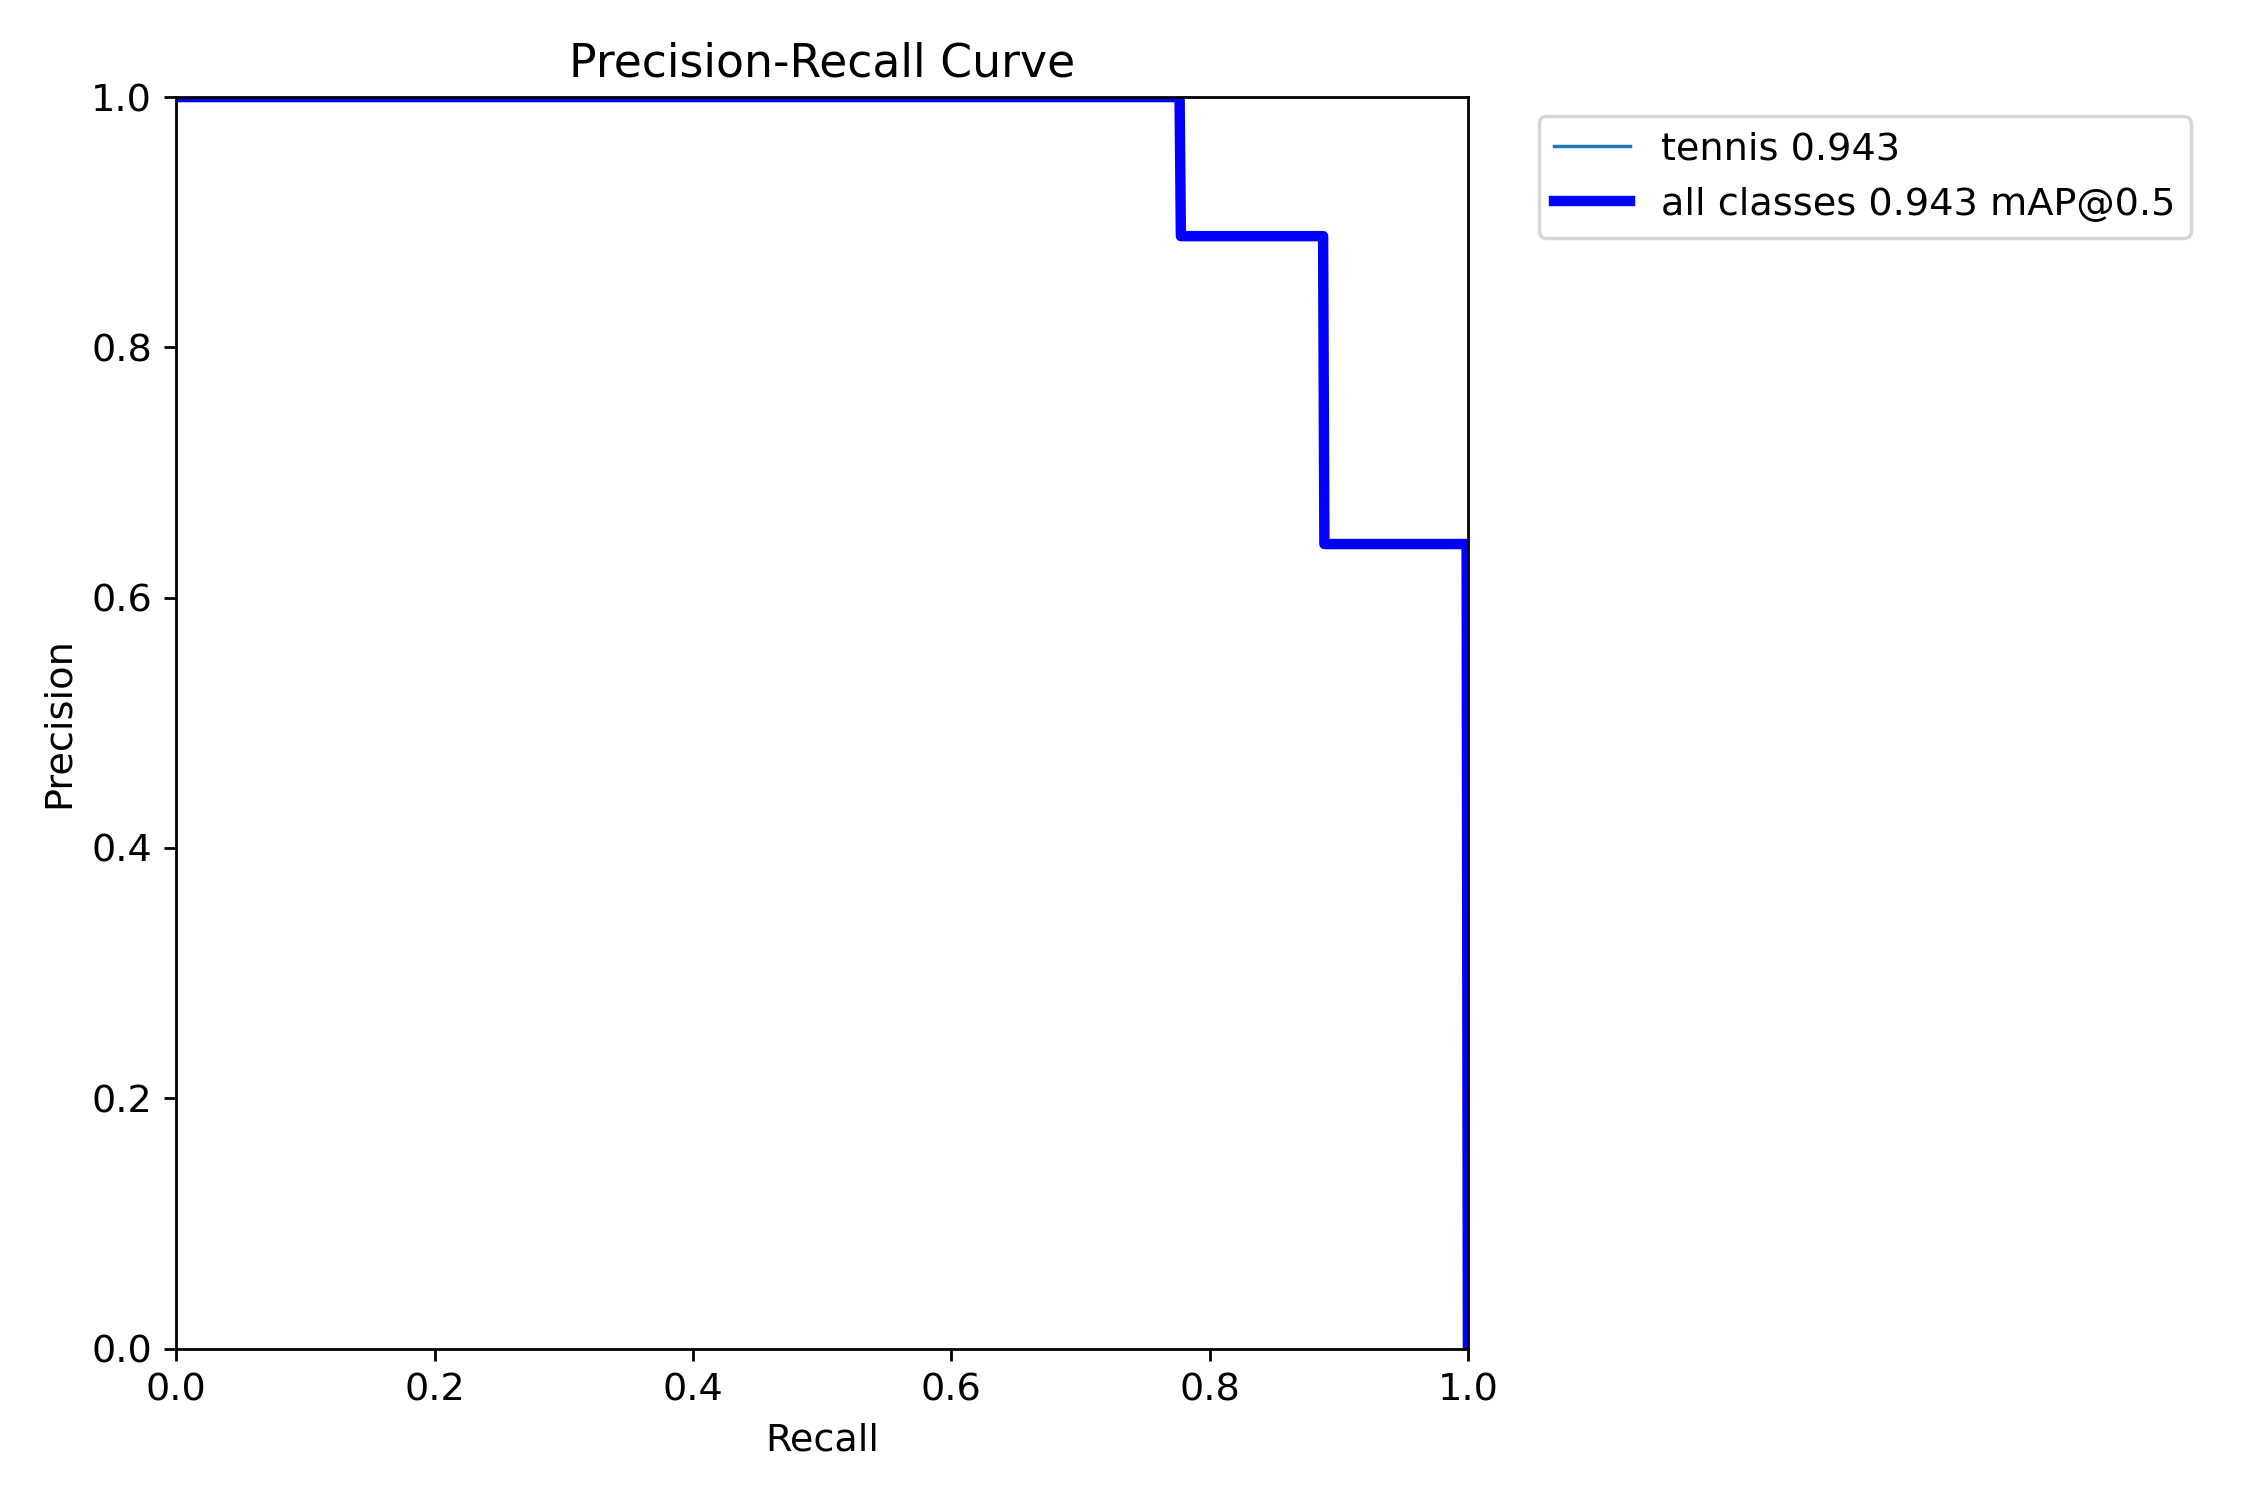 Precision-Recall Curve
1.0
0.8
0.6
0.4
0.2
0.0
Precision
0.0 0.2 0.4 0.6 0.8 1.0
Recall
tennis 0.943
all classes 0.943 mAP@0.5